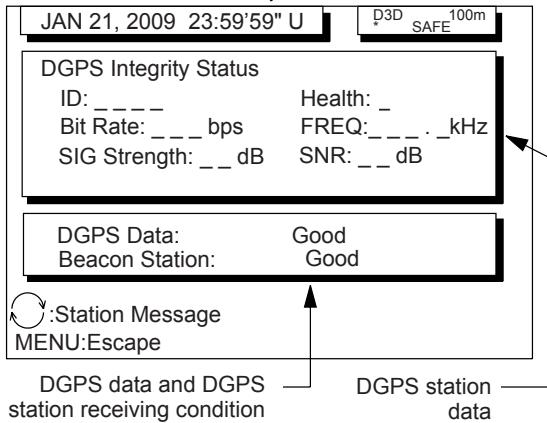 JAN 21, 2009 23:59'59" U
D3D 100m
* SAFE
DGPS Integrity Status
ID: _ _ _ _ Health: _
Bit Rate: _ _ _ bps FREQ:_ _ _ . _kHz
SIG Strength: _ _ dB SNR: _ _ dB
DGPS Data: Good
Beacon Station: Good
:Station Message
MENU:Escape
DGPS data and DGPS
station receiving condition
DGPS station
data